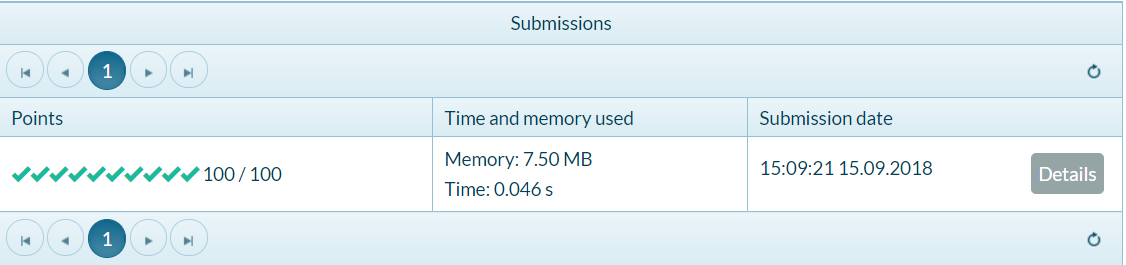 Submissions
1
Points Time and memory used Submission date
100 / 100 Memory: 7.50 MB 15:09:21 15.09.2018 Details
Time: 0.046 s
1